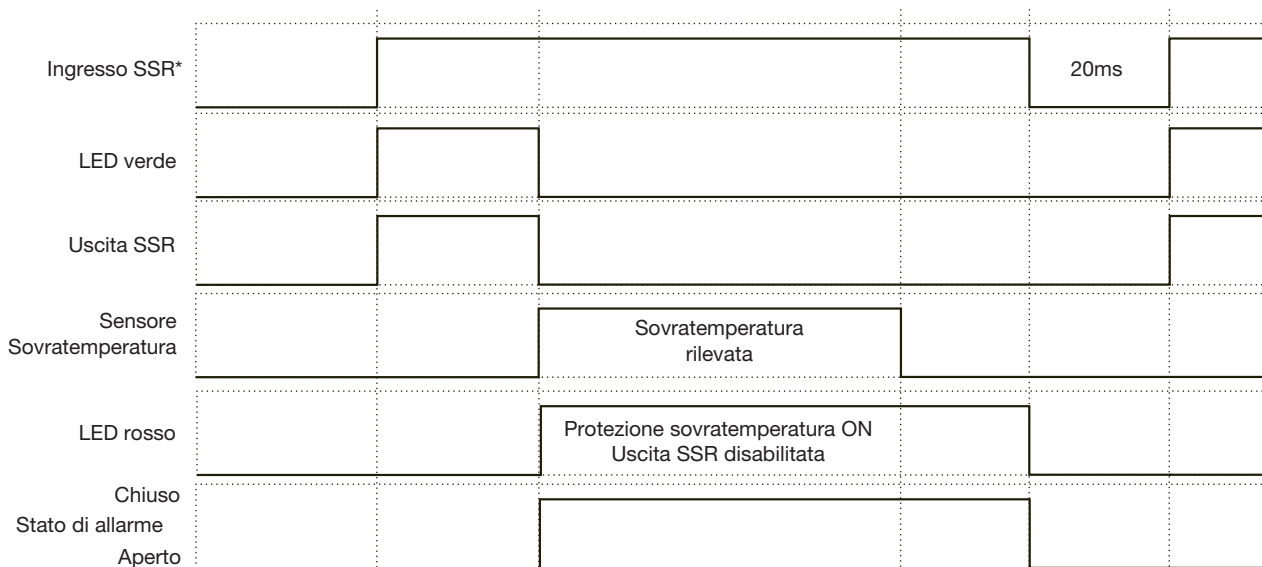 Ingresso SSR*
20ms
LED verde
Uscita SSR
Sensore
Sovratemperatura
Sovratemperatura
rilevata
LED rosso
Protezione sovratemperatura ON
Uscita SSR disabilitata
Chiuso
Stato di allarme
Aperto